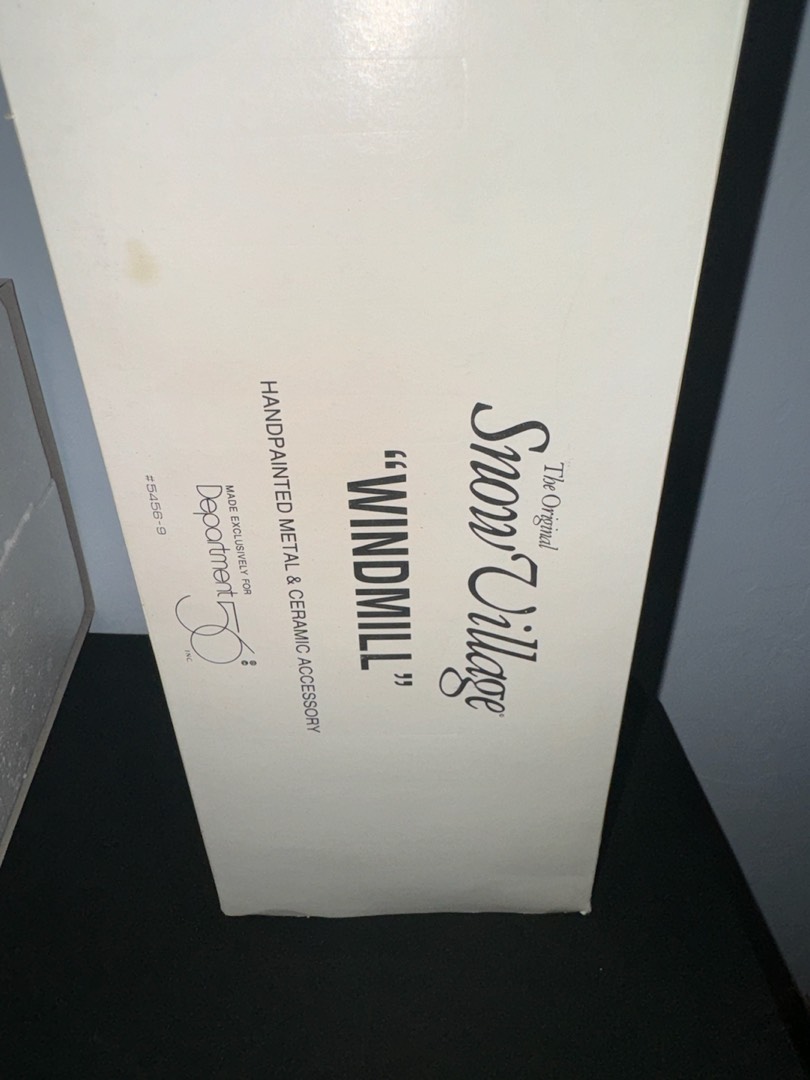 The Original
Snow Village®
“WINDMILL”
HANDPAINTED METAL & CERAMIC ACCESSORY
MADE EXCLUSIVELY FOR
Department 56 INC.
#5456-9